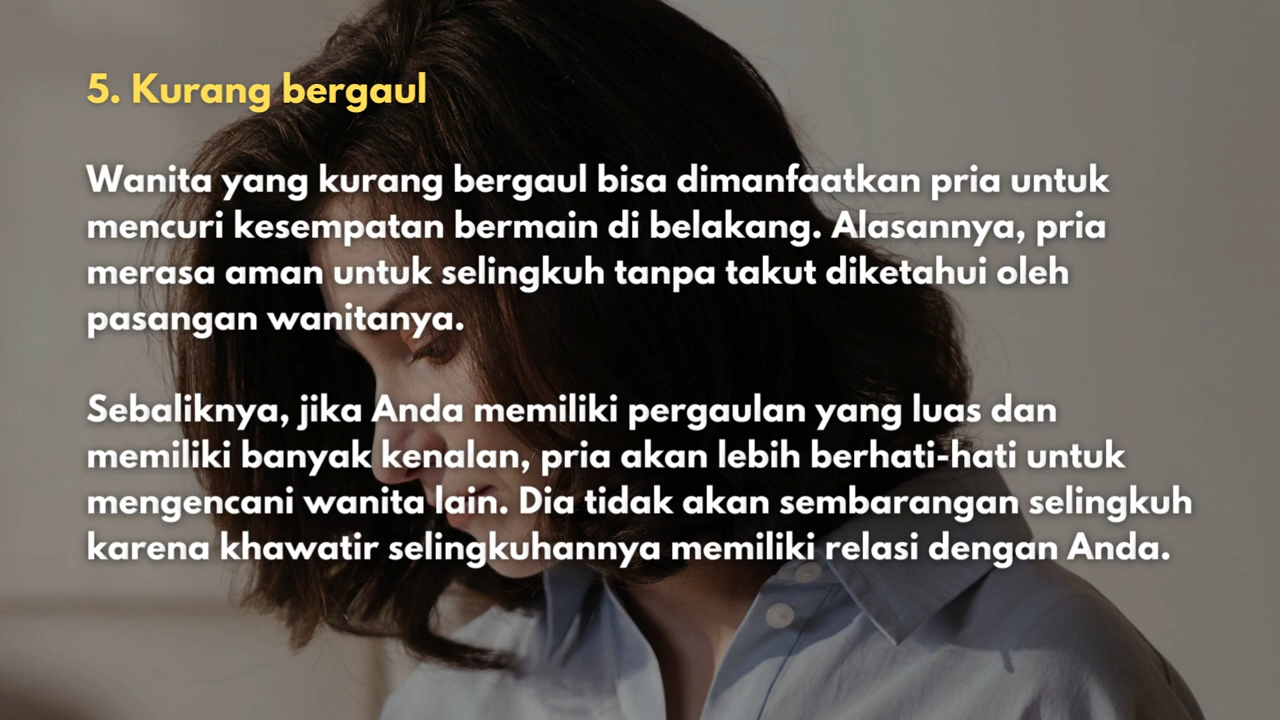 5. Kurang bergaul
Wanita yang kurang bergaul bisa dimanfaatkan pria untuk
mencuri kesempatan bermain di belakang. Alasannya, pria
merasa aman untuk selingkuh tanpa takut diketahui oleh
pasangan wanitanya.
Sebaliknya, jika Anda memiliki pergaulan yang luas dan
memiliki banyak kenalan, pria akan lebih berhati-hati untuk
mengencani wanita lain. Dia tidak akan sembarangan selingkuh
karena khawatir selingkuhannya memiliki relasi dengan Anda.